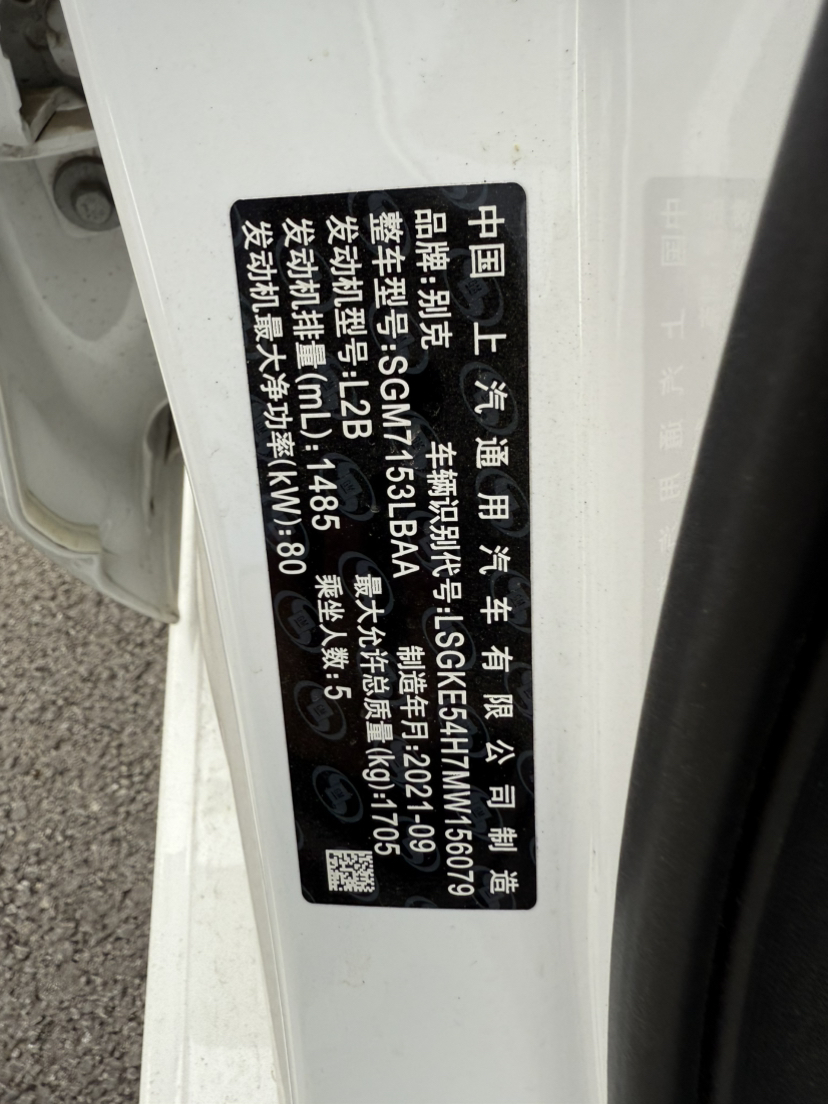 中国 上汽通用汽车有限公司制造
品牌:别克 车辆识别代号:LSGKE54H7MW156079
整车型号:SGM7153LBAA 制造年月:2021-09
发动机型号:L2B 最大允许总质量(kg):1705
发动机排量(mL):1485 乘坐人数:5
发动机最大净功率(kW):80